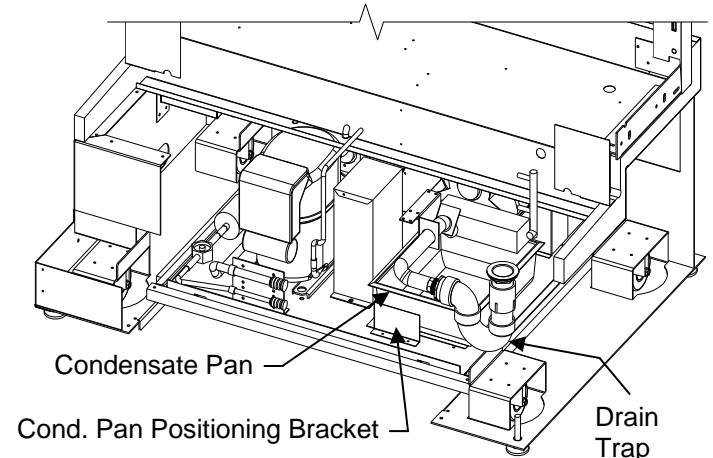 Condensate Pan
Cond. Pan Positioning Bracket
Drain
Trap